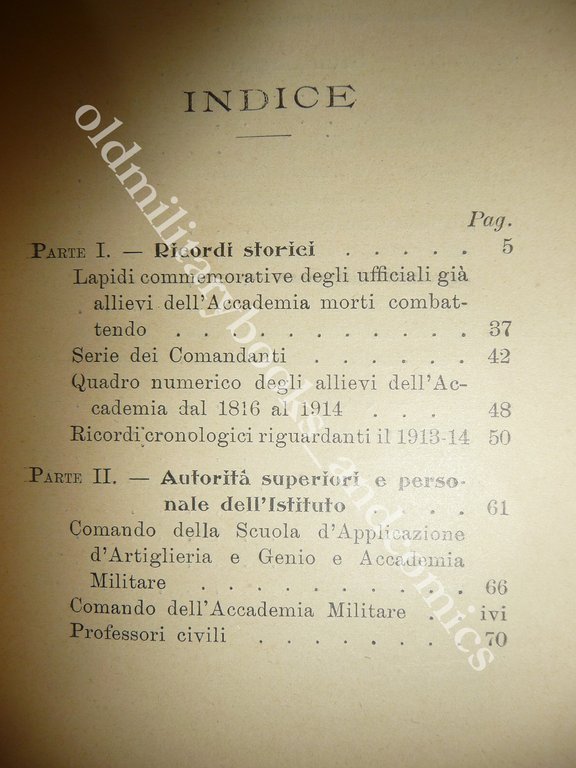 INDICE
Pag.
PARTE I. — Ricordi storici . . . . . 5
Lapidi commemorative degli ufficiali già
allievi dell'Accademia morti combat-
tendo . . . . . . . . . . . 37
Serie dei Comandanti . . . . . . 42
Quadro numerico degli allievi dell'Ac-
cademia dal 1816 al 1914 . . . 48
Ricordi cronologici riguardanti il 1913-14 50
PARTE II. — Autorità superiori e perso-
nale dell'Istituto . . . . 61
Comando della Scuola d'Applicazione
d'Artiglieria e Genio e Accademia
Militare . . . . . . . . . . 66
Comando dell'Accademia Militare . ivi
Professori civili . . . . . . . 70
oldmilitarybooks_and_comics